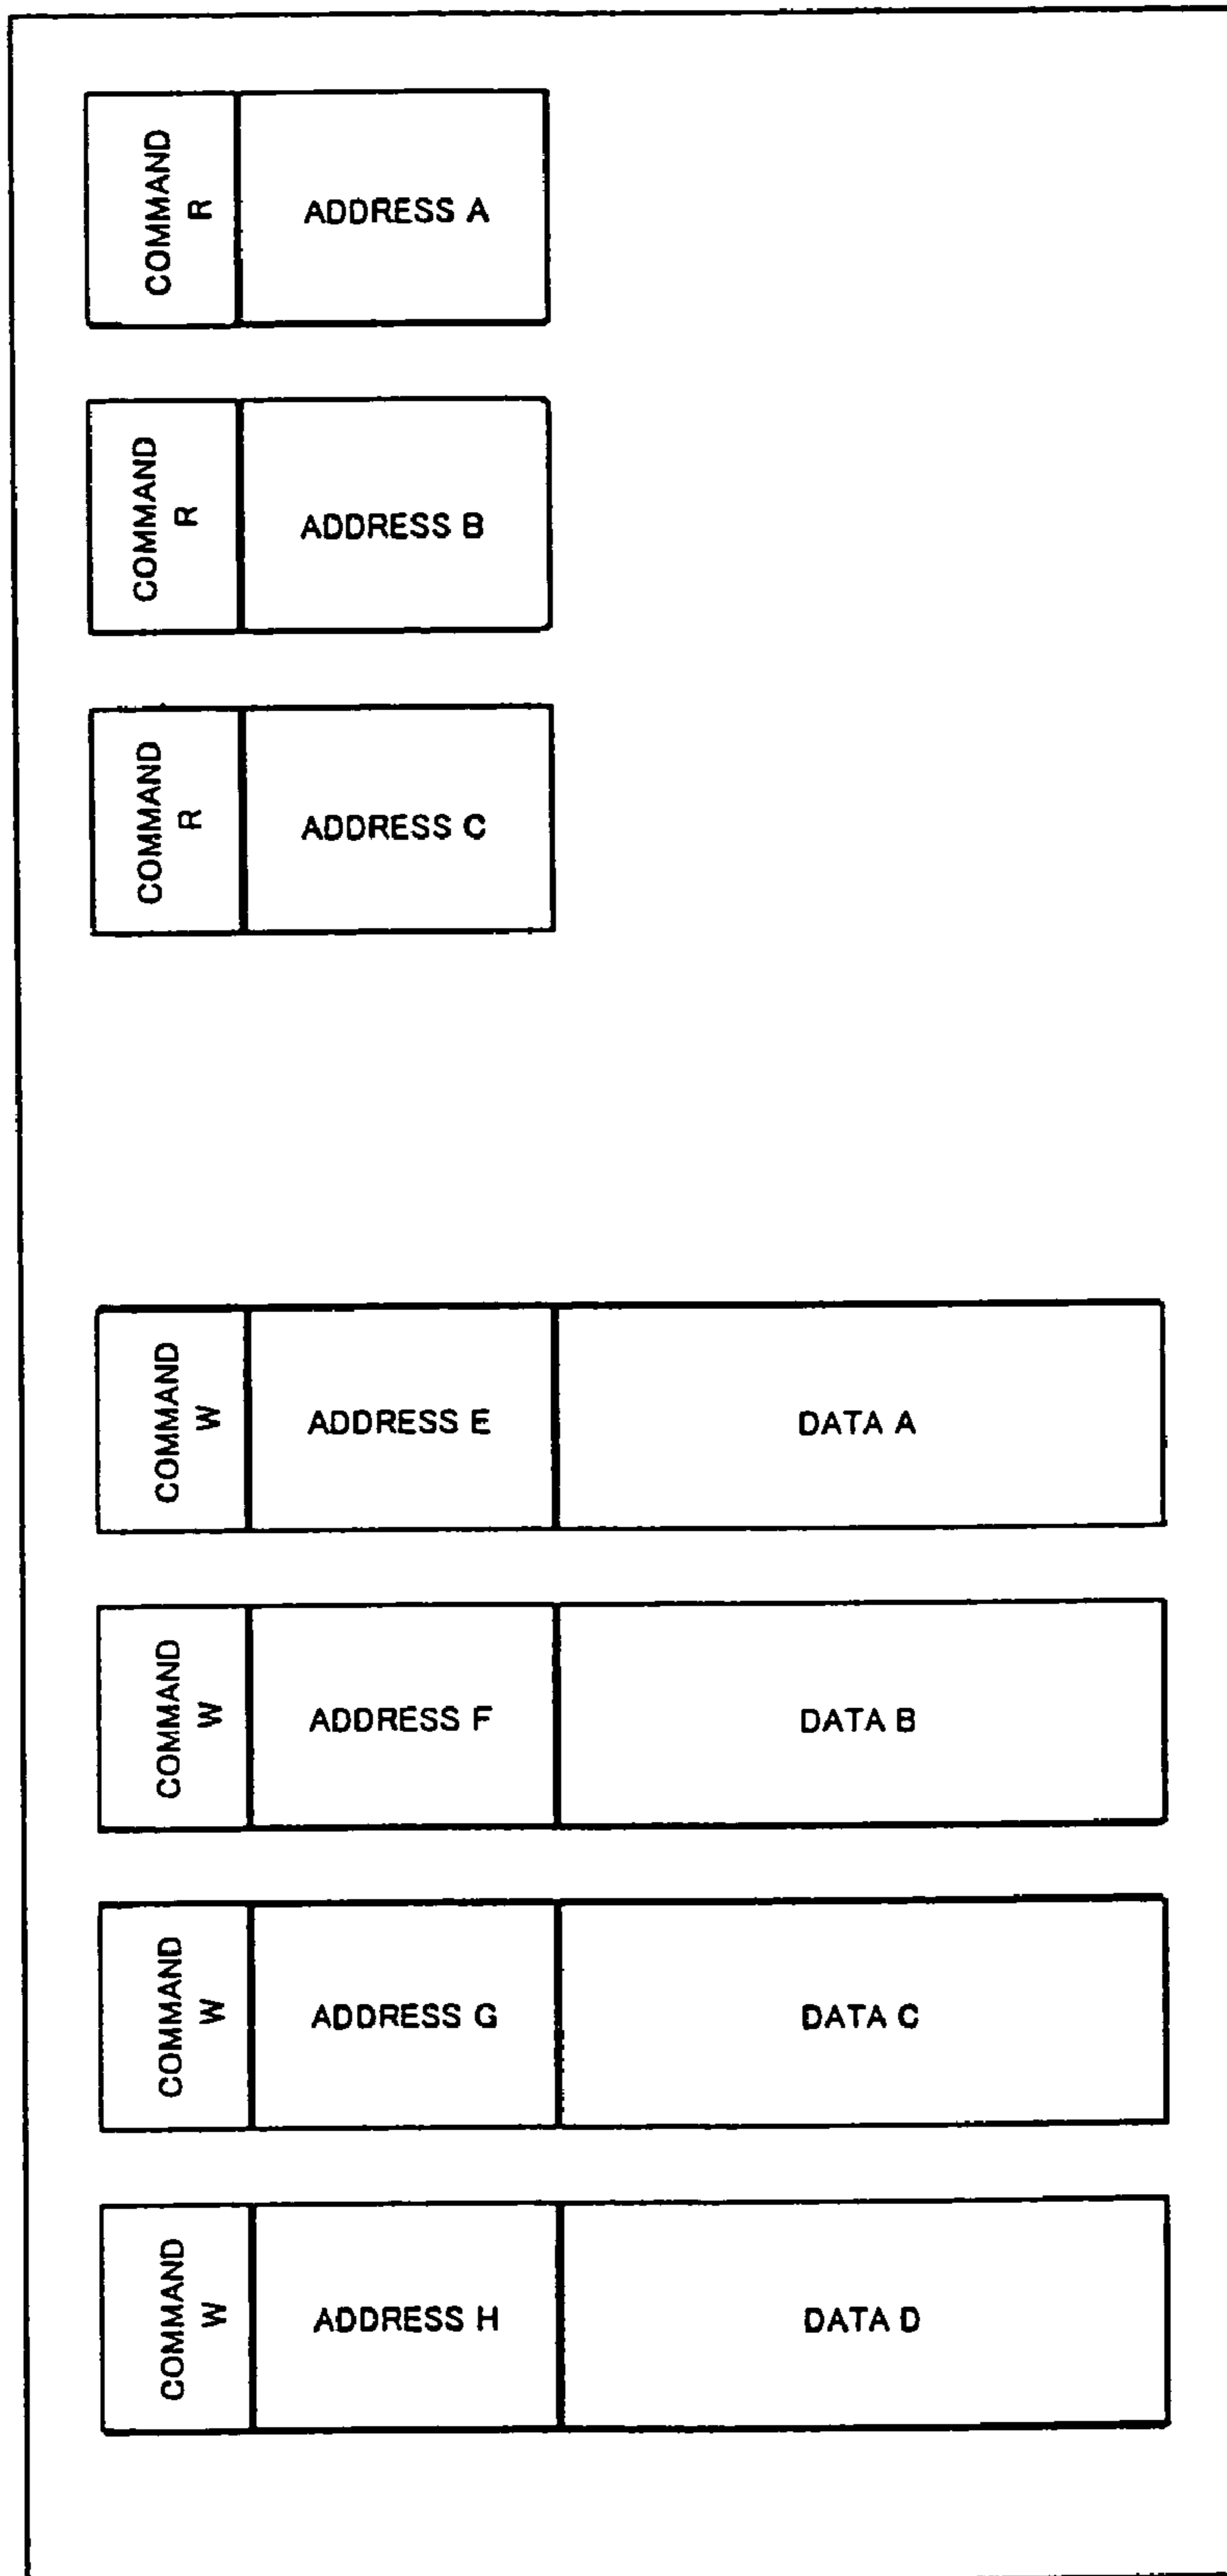 COMMAND
R
ADDRESS A
COMMAND
R
ADDRESS B
COMMAND
R
ADDRESS C
COMMAND
W
ADDRESS E
DATA A
COMMAND
W
ADDRESS F
DATA B
COMMAND
W
ADDRESS G
DATA C
COMMAND
W
ADDRESS H
DATA D